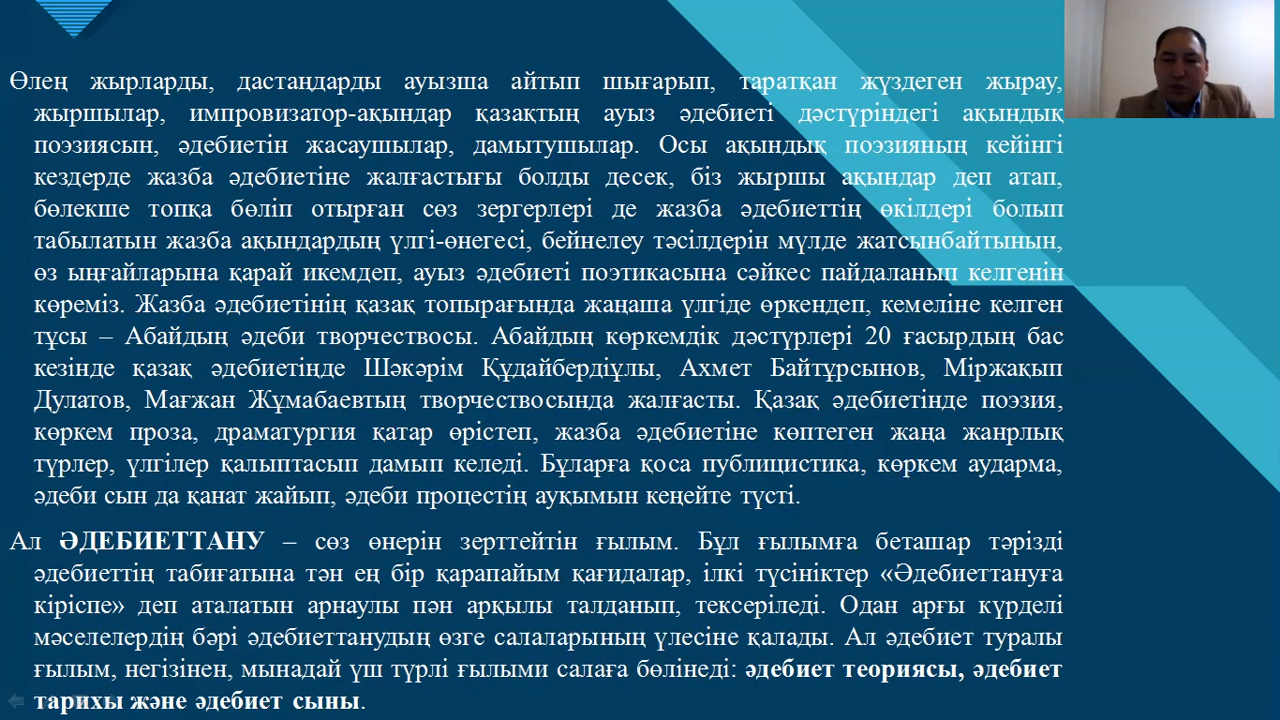 Өлең жырларды, дастаңдарды ауызша айтып шығарып, таратқан жүздеген жырау,
жыршылар, импровизатор-ақындар қазақтың ауыз әдебиеті дәстүріндегі ақындық
поэзиясын, әдебиетін жасаушылар, дамытушылар. Осы ақындық поэзияның кейінгі
кездерде жазба әдебиетіне жалғастығы болды десек, біз жыршы ақындар деп атап,
бөлекше топқа бөліп отырған сөз зергерлері де жазба әдебиеттің өкілдері болып
табылатын жазба ақындардың үлгі-өнегесі, бейнелеу тәсілдерін мүлде жатсынбайтынын,
өз ыңғайларына қарай икемдеп, ауыз әдебиеті поэтикасына сәйкес пайдаланып келгенін
көреміз. Жазба әдебиетінің қазақ топырағында жаңаша үлгіде өркендеп, кемеліне келген
тұсы – Абайдың әдеби творчествосы. Абайдың көркемдік дәстүрлері 20 ғасырдың бас
кезінде қазақ әдебиетіңде Шәкәрім Құдайбердіұлы, Ахмет Байтұрсынов, Міржақып
Дулатов, Мағжан Жұмабаевтың творчествосында жалғасты. Қазақ әдебиетінде поэзия,
көркем проза, драматургия қатар өрістеп, жазба әдебиетіне көптеген жаңа жанрлық
түрлер, үлгілер қалыптасып дамып келеді. Бұларға қоса публицистика, көркем аударма,
әдеби сын да қанат жайып, әдеби процестің ауқымын кеңейте түсті.
Ал ӘДЕБИЕТТАНУ – сөз өнерін зерттейтін ғылым. Бұл ғылымға беташар тәрізді
әдебиеттің табиғатына тән ең бір қарапайым қағидалар, ілкі түсініктер «Әдебиеттануға
кіріспе» деп аталатын арнаулы пән арқылы талданып, тексеріледі. Одан арғы күрделі
мәселелердің бәрі әдебиеттанудың өзге салаларының үлесіне қалады. Ал әдебиет туралы
ғылым, негізінен, мынадай үш түрлі ғылыми салаға бөлінеді: әдебиет теориясы, әдебиет
тарихы және әдебиет сыны.